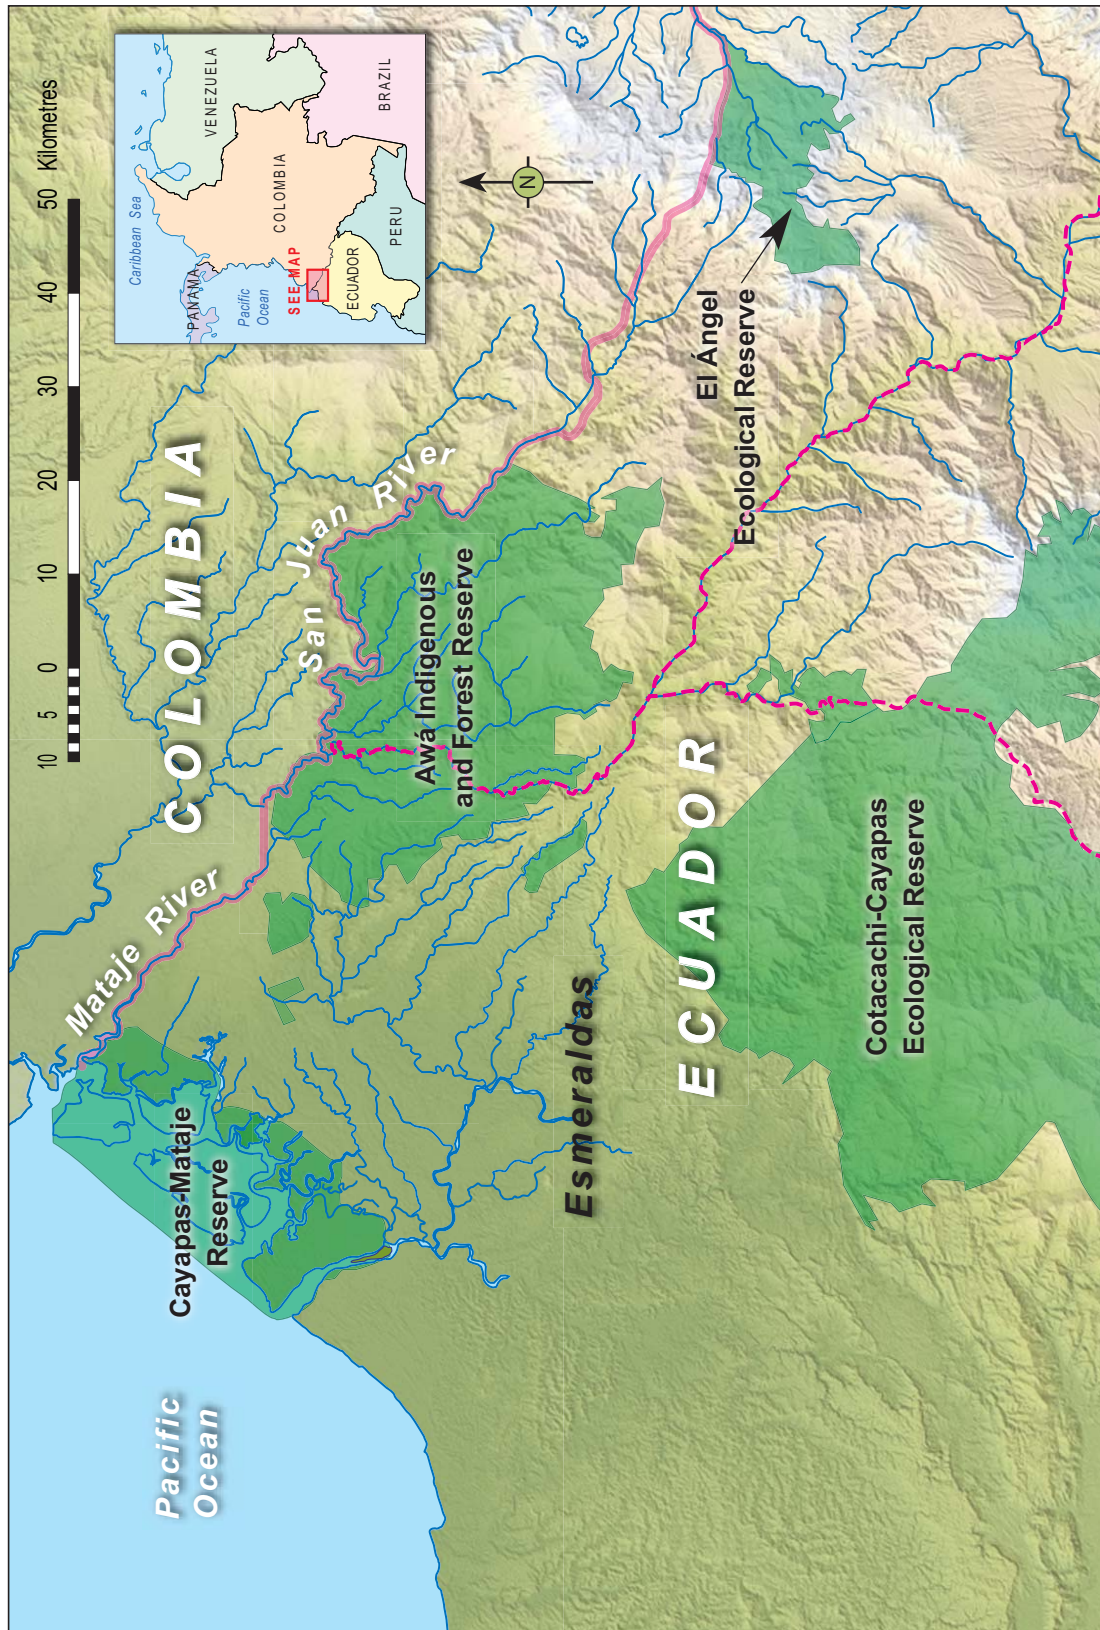 10 5 0 10 20 30 40 50 Kilometres
COLOMBIA
Mataje River
San Juan River
Caribbean Sea
PANAMA
VENEZUELA
Pacific
Ocean
COLOMBIA
SEE MAP
ECUADOR
PERU
BRAZIL
N
Pacific
Ocean
Cayapas-Mataje
Reserve
Awá Indigenous
and Forest Reserve
El Ángel
Ecological Reserve
Esmeraldas
ECUADOR
Cotacachi-Cayapas
Ecological Reserve